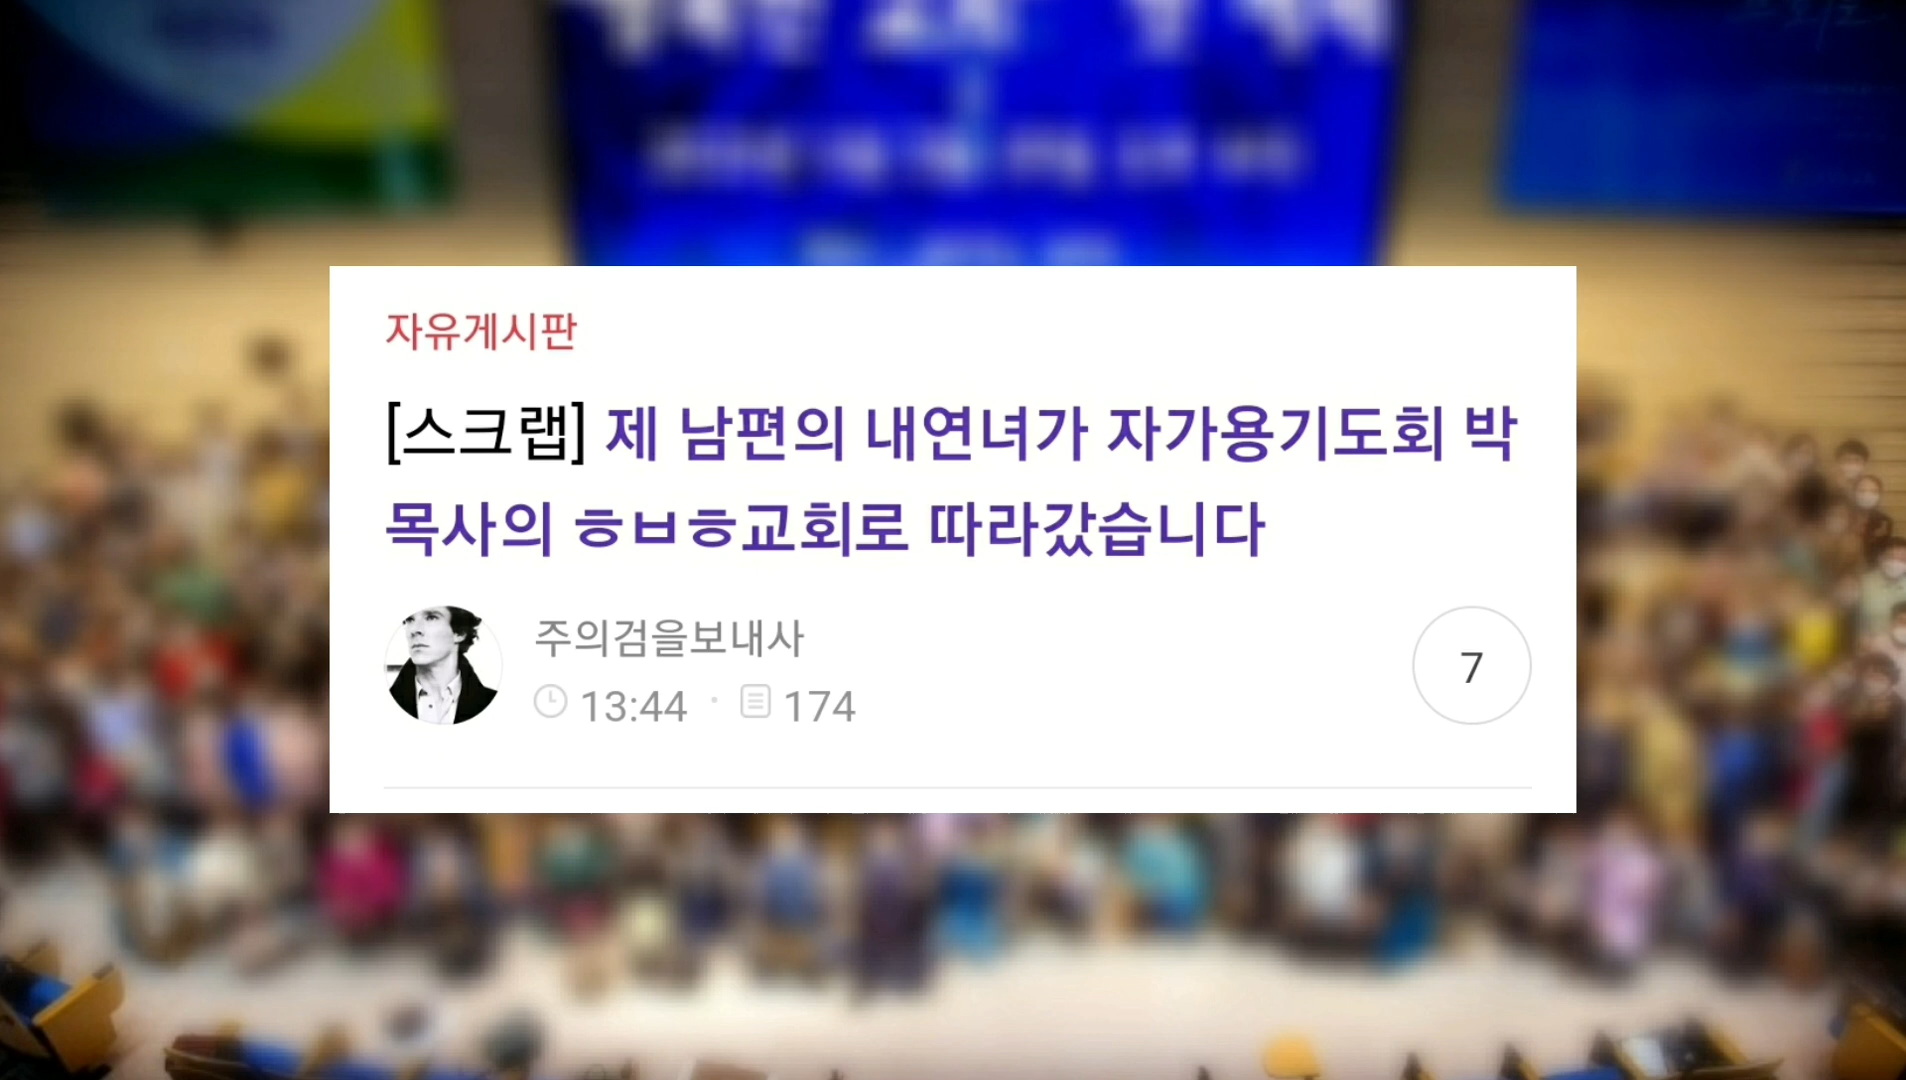 자유게시판
[스크랩] 제 남편의 내연녀가 자가용기도회 박
목사의 ㅎㅂㅎ교회로 따라갔습니다
주의검을보내사
13:44 · 174
7